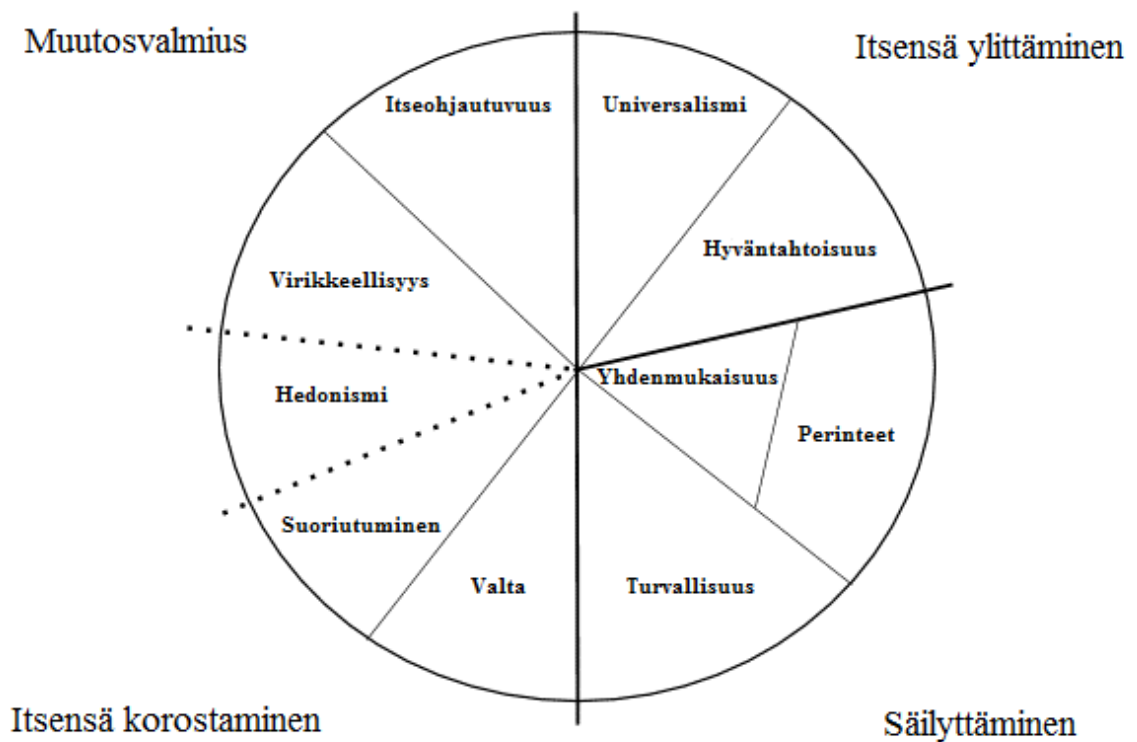 Muutosvalmius
Itsensä ylittäminen
Itseohjautuvuus
Universalismi
Hyväntahtoisuus
Virikkeellisyys
Yhdenmukaisuus
Hedonismi
Perinteet
Suoriutuminen
Valta
Turvallisuus
Itsensä korostaminen
Säilyttäminen